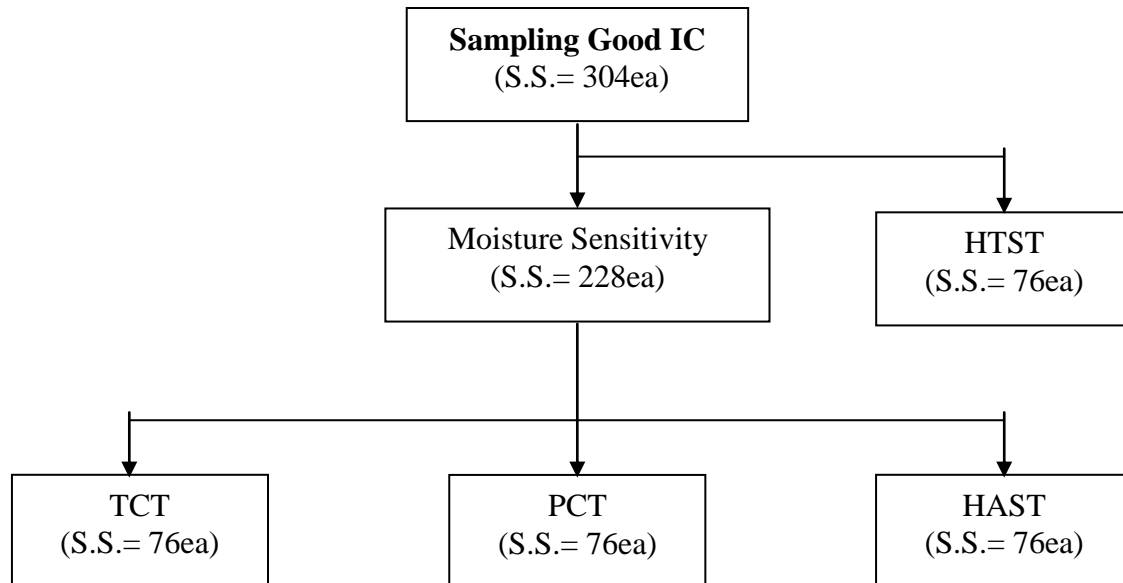 Sampling Good IC
(S.S.= 304ea)
Moisture Sensitivity
(S.S.= 228ea)
HTST
(S.S.= 76ea)
TCT
(S.S.= 76ea)
PCT
(S.S.= 76ea)
HAST
(S.S.= 76ea)